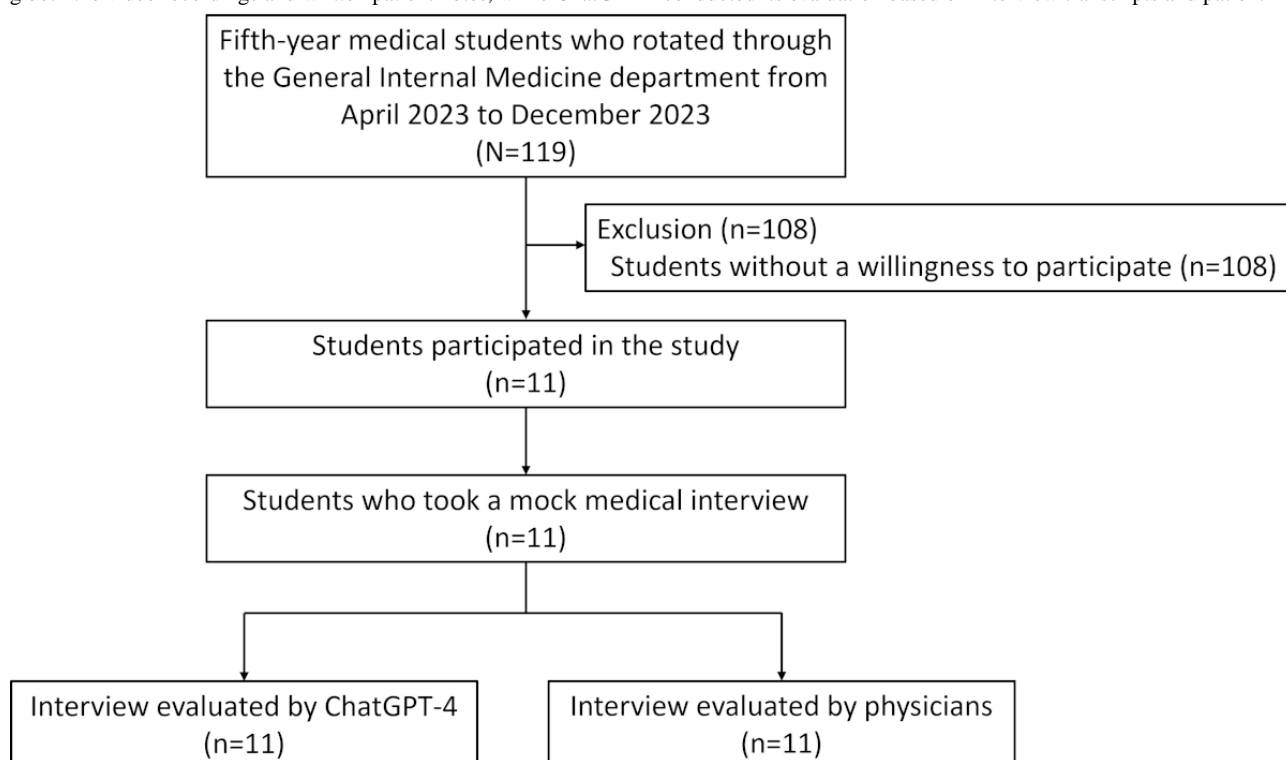 Fifth-year medical students who rotated through
the General Internal Medicine department from
April 2023 to December 2023
(N=119)
Exclusion (n=108)
Students without a willingness to participate (n=108)
Students participated in the study
(n=11)
Students who took a mock medical interview
(n=11)
Interview evaluated by ChatGPT-4
(n=11)
Interview evaluated by physicians
(n=11)